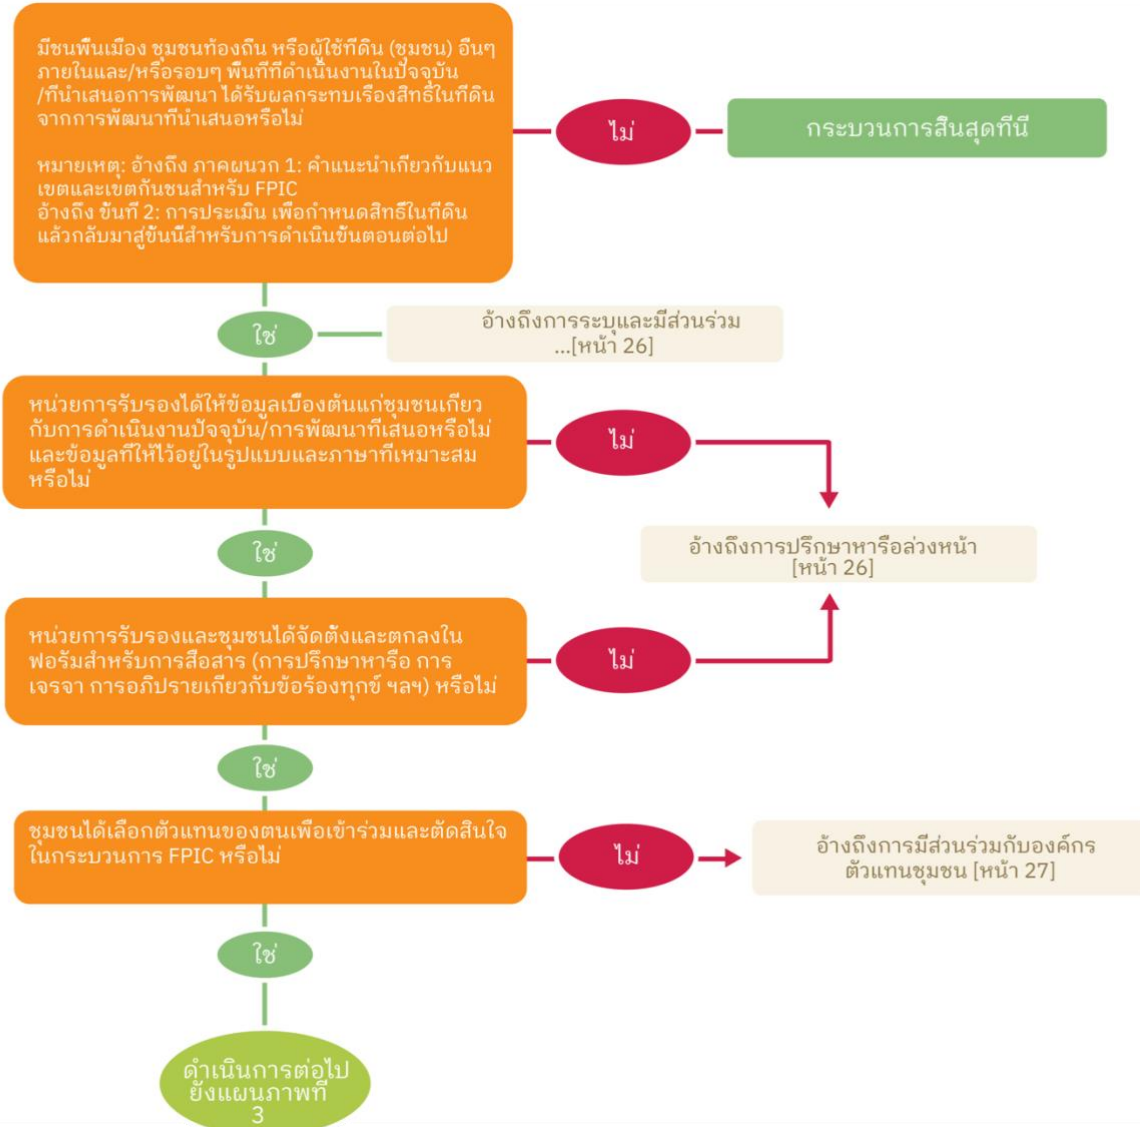 มีชนพื้นเมือง ชุมชนท้องถิ่น หรือผู้ใช้ที่ดิน (ชุมชน) อื่นๆ
ภายในและ/หรือรอบๆ พื้นที่ที่ดำเนินงานในปัจจุบัน
/ที่นำเสนอการพัฒนา ได้รับผลกระทบเรื่องสิทธิในที่ดิน
จากการพัฒนาที่นำเสนอหรือไม่
ไม่
กระบวนการสิ้นสุดที่นี่
หมายเหตุ: อ้างถึง ภาคผนวก 1: คำแนะนำเกี่ยวกับแนว
เขตและเขตกันชนสำหรับ FPIC
อ้างถึง ขั้นที่ 2: การประเมิน เพื่อกำหนดสิทธิในที่ดิน
แล้วกลับมาสู่ขั้นนี้สำหรับการดำเนินขั้นตอนต่อไป
ใช่
อ้างถึงการระบุและมีส่วนร่วม
...[หน้า 26]
หน่วยการรับรองได้ให้ข้อมูลเบื้องต้นแก่ชุมชนเกี่ยว
กับการดำเนินงานปัจจุบัน/การพัฒนาที่เสนอหรือไม่
และข้อมูลที่ให้ไว้อยู่ในรูปแบบและภาษาที่เหมาะสม
หรือไม่
ไม่
ใช่
อ้างถึงการปรึกษาหารือล่วงหน้า
[หน้า 26]
หน่วยการรับรองและชุมชนได้จัดตั้งและตกลงใน
ฟอรัมสำหรับการสื่อสาร (การปรึกษาหารือ การ
เจรจา การอภิปรายเกี่ยวกับข้อร้องทุกข์ ฯลฯ) หรือไม่
ไม่
ใช่
ชุมชนได้เลือกตัวแทนของตนเพื่อเข้าร่วมและตัดสินใจ
ในกระบวนการ FPIC หรือไม่
ไม่
อ้างถึงการมีส่วนร่วมกับองค์กร
ตัวแทนชุมชน [หน้า 27]
ใช่
ดำเนินการต่อไป
ยังแผนภาพที่
3